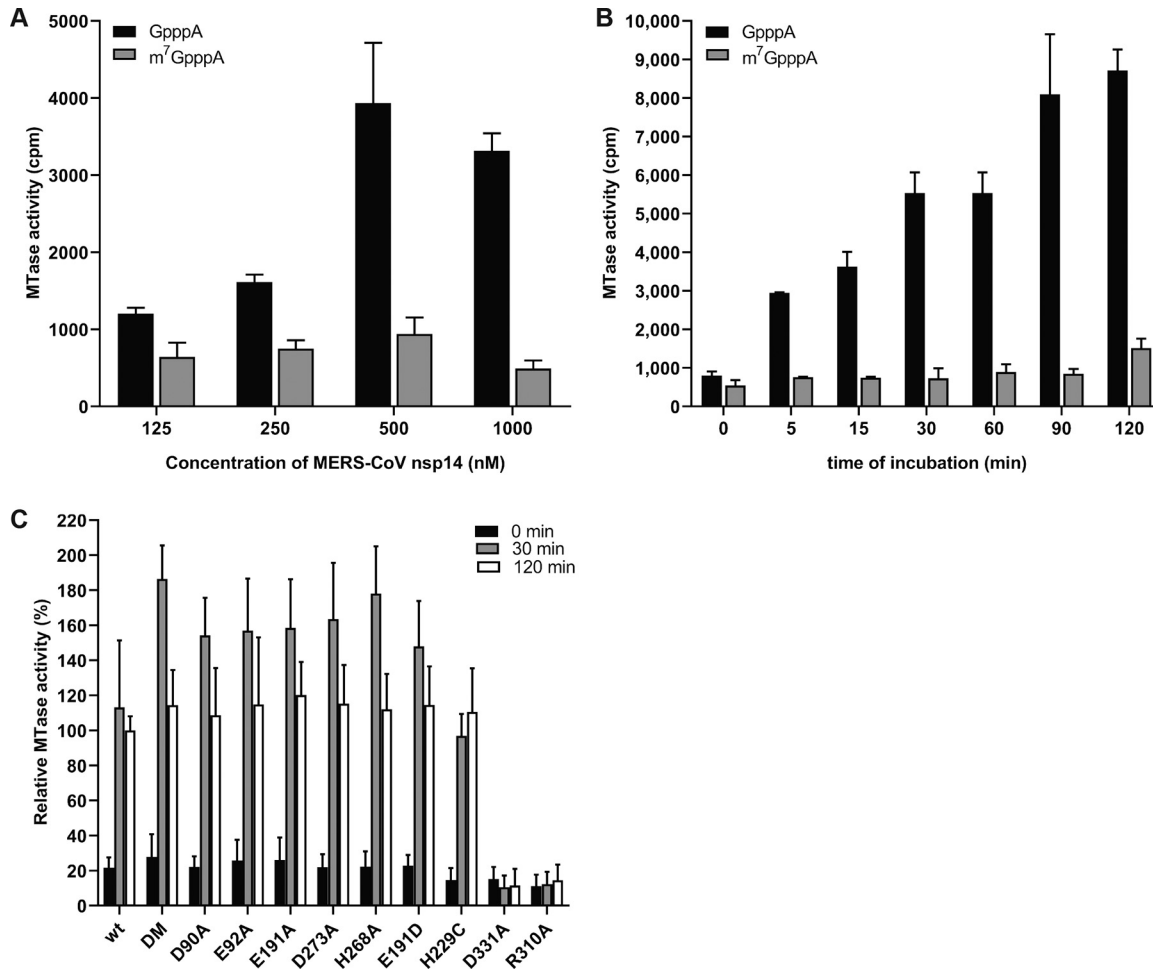 A
GpppA
m⁷GpppA
5000
4000
3000
2000
1000
0
MTase activity (cpm)
125 250 500 1000
Concentration of MERS-CoV nsp14 (nM)
B
GpppA
m⁷GpppA
10,000
9,000
8,000
7,000
6,000
5,000
4,000
3,000
2,000
1,000
0
MTase activity (cpm)
0 5 15 30 60 90 120
time of incubation (min)
C
0 min
30 min
120 min
220
200
180
160
140
120
100
80
60
40
20
0
Relative MTase activity (%)
wt DM D90A E92A E191A D273A H268A E191D H229C D331A R310A